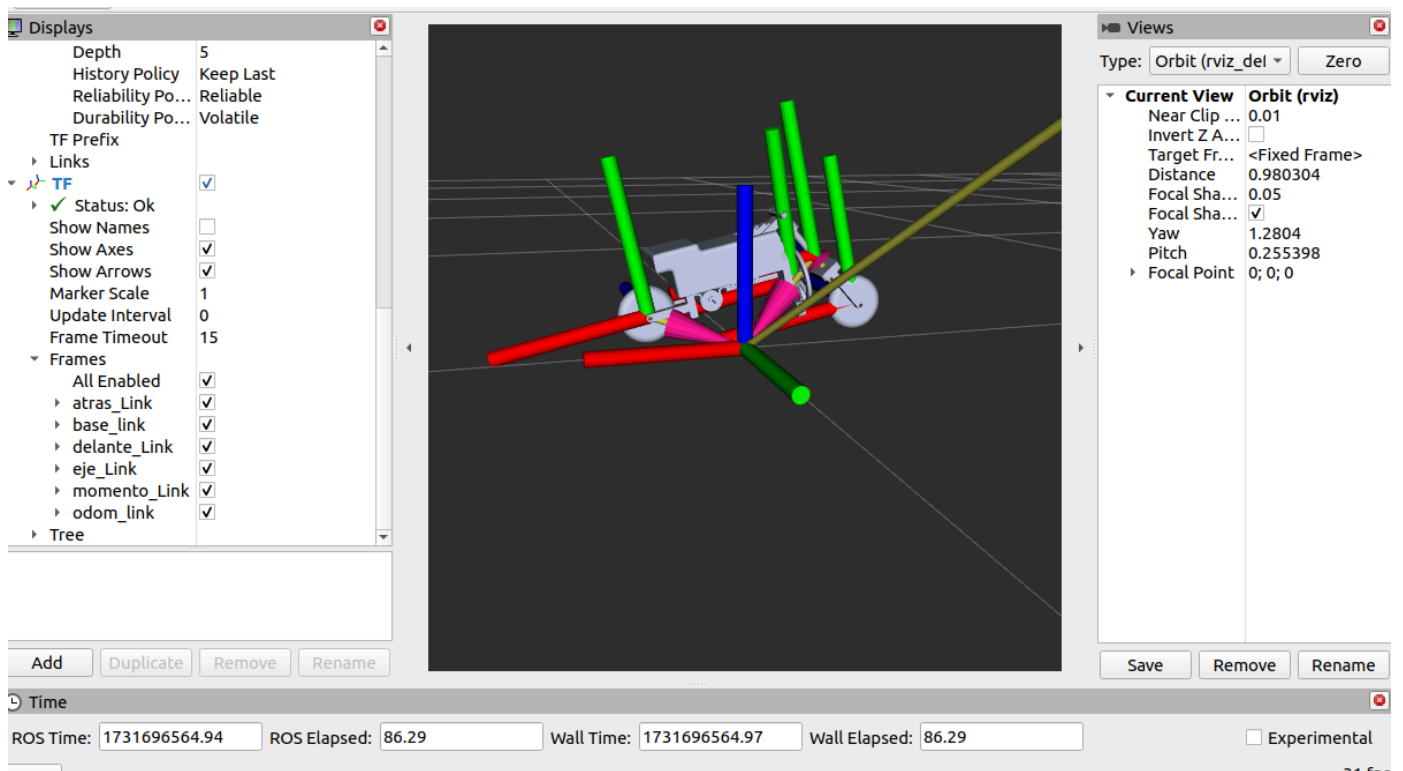 Displays
Depth 5
History Policy Keep Last
Reliability Po... Reliable
Durability Po... Volatile
TF Prefix
Links
TF
Status: Ok
Show Names
Show Axes
Show Arrows
Marker Scale 1
Update Interval 0
Frame Timeout 15
Frames
All Enabled
atras_Link
base_link
delante_Link
eje_Link
momento_Link
odom_link
Tree
Add Duplicate Remove Rename
Views
Type: Orbit (rviz_del Zero
Current View Orbit (rviz)
Near Clip ... 0.01
Invert Z A...
Target Fr... <Fixed Frame>
Distance 0.980304
Focal Sha... 0.05
Focal Sha...
Yaw 1.2804
Pitch 0.255398
Focal Point 0; 0; 0
Save Remove Rename
Time
ROS Time: 1731696564.94 ROS Elapsed: 86.29 Wall Time: 1731696564.97 Wall Elapsed: 86.29 Experimental